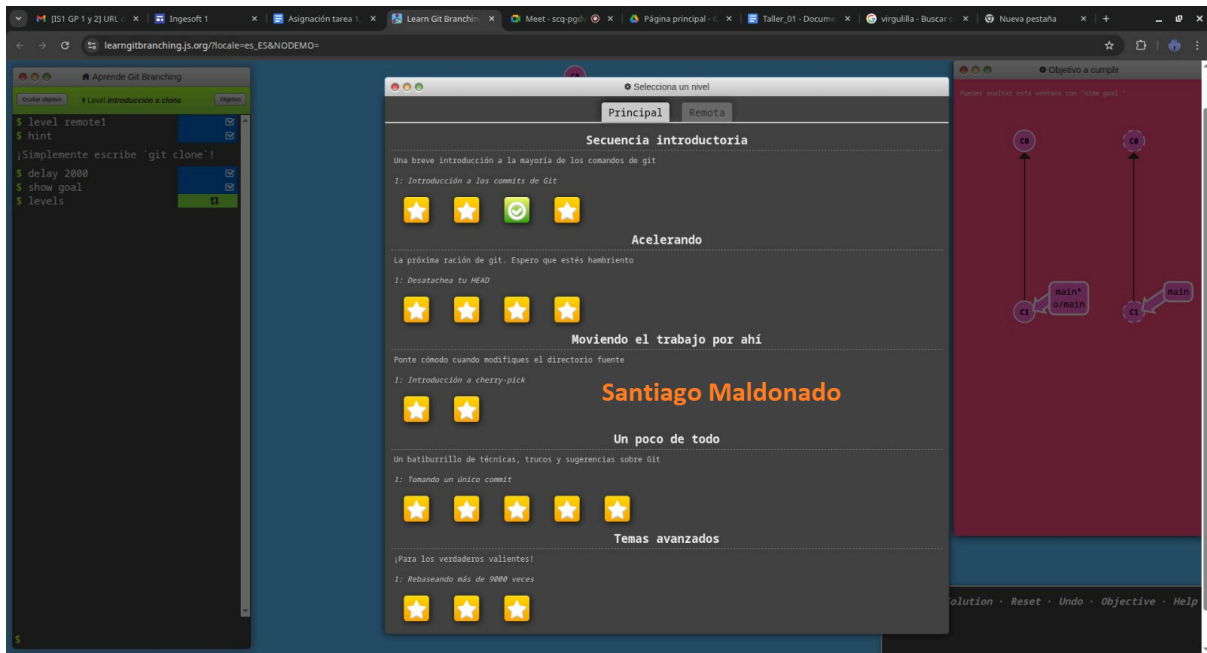 [IS1 GP 1 y 2] URL
Ingesoft 1
Asignación tarea 1,
Learn Git Branchin
Meet - scq-pgdv
Página principal - C
Taller_01 - Docume
virgulilla - Buscar c
Nueva pestaña
learngitbranching.js.org/?locale=es_ES&NODEMO=
Aprende Git Branching
Ocultar objetivo
Level Introduccion a clone
Objetivo
$ level remote1
$ hint
¡Simplemente escribe `git clone`!
$ delay 2000
$ show goal
$ levels
$
Selecciona un nivel
Principal
Remota
Secuencia introductoria
Una breve introducción a la mayoría de los comandos de git
1: Introducción a los commits de Git
Acelerando
La próxima ración de git. Espero que estés hambriento
1: Desatachea tu HEAD
Moviendo el trabajo por ahí
Ponte cómodo cuando modifiques el directorio fuente
1: Introducción a cherry-pick
Santiago Maldonado
Un poco de todo
Un batiburrillo de técnicas, trucos y sugerencias sobre Git
1: Tomando un único commit
Temas avanzados
¡Para los verdaderos valientes!
1: Rebaseando más de 9000 veces
Objetivo a cumplir
Puedes ocultar esta ventana con "hide goal"
C0
C0
main*
o/main
main
C1
C1
olution · Reset · Undo · Objective · Help